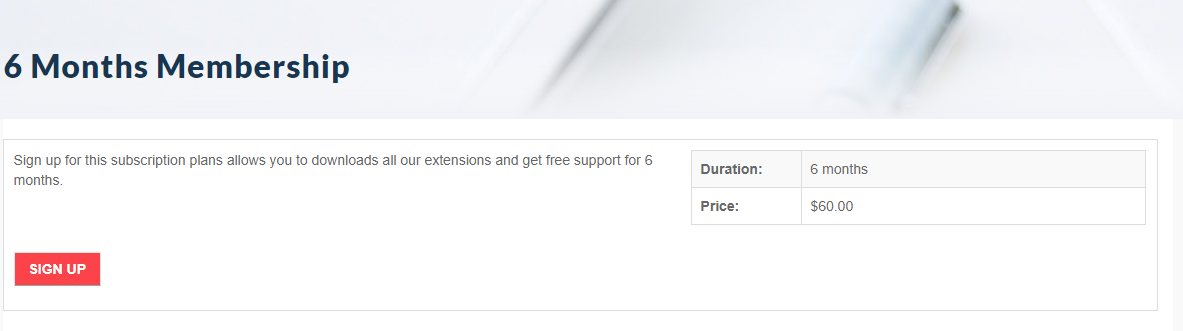 6 Months Membership
Sign up for this subscription plans allows you to downloads all our extensions and get free support for 6
months.
Duration: 6 months
Price: $60.00
SIGN UP